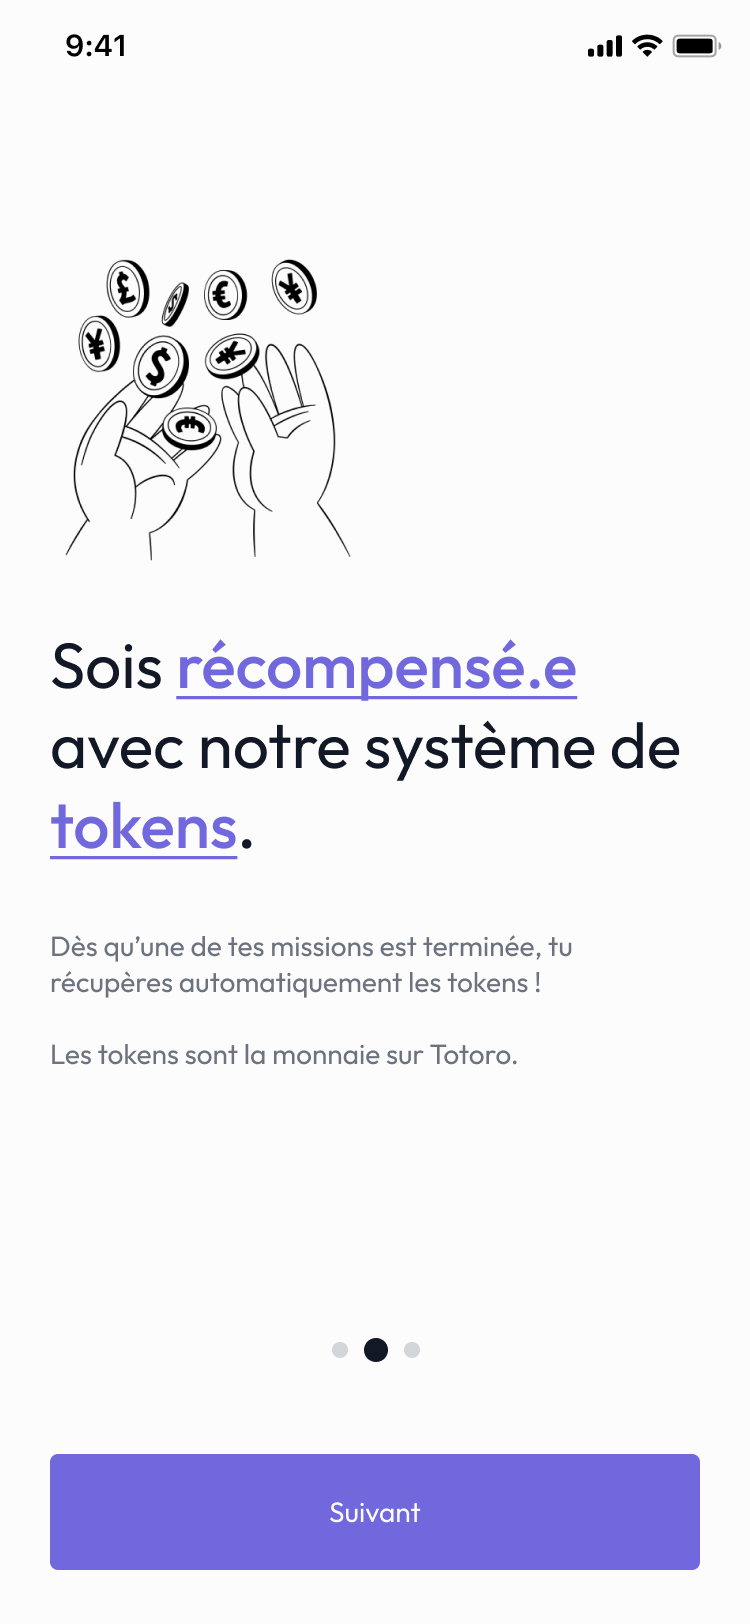 9:41
Sois récompensé.e
avec notre système de
tokens.
Dès qu’une de tes missions est terminée, tu
récupères automatiquement les tokens !
Les tokens sont la monnaie sur Totoro.
Suivant